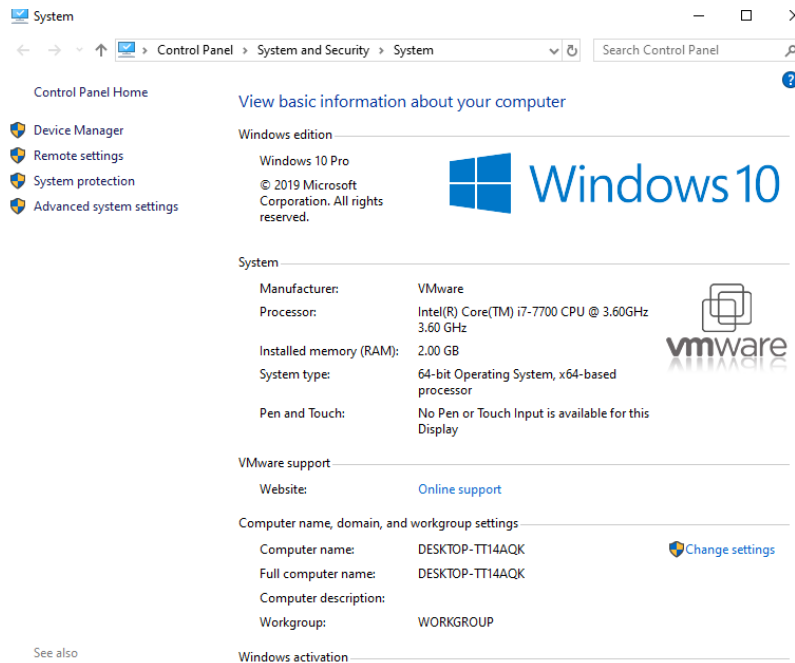 System
Control Panel > System and Security > System
Search Control Panel
Control Panel Home
Device Manager
Remote settings
System protection
Advanced system settings
See also
View basic information about your computer
Windows edition
Windows 10 Pro
© 2019 Microsoft
Corporation. All rights
reserved.
Windows 10
System
Manufacturer: VMware
Processor: Intel(R) Core(TM) i7-7700 CPU @ 3.60GHz
3.60 GHz
Installed memory (RAM): 2.00 GB
System type: 64-bit Operating System, x64-based
processor
Pen and Touch: No Pen or Touch Input is available for this
Display
vmware
VMware support
Website: Online support
Computer name, domain, and workgroup settings
Computer name: DESKTOP-TT14AQK
Change settings
Full computer name: DESKTOP-TT14AQK
Computer description:
Workgroup: WORKGROUP
Windows activation